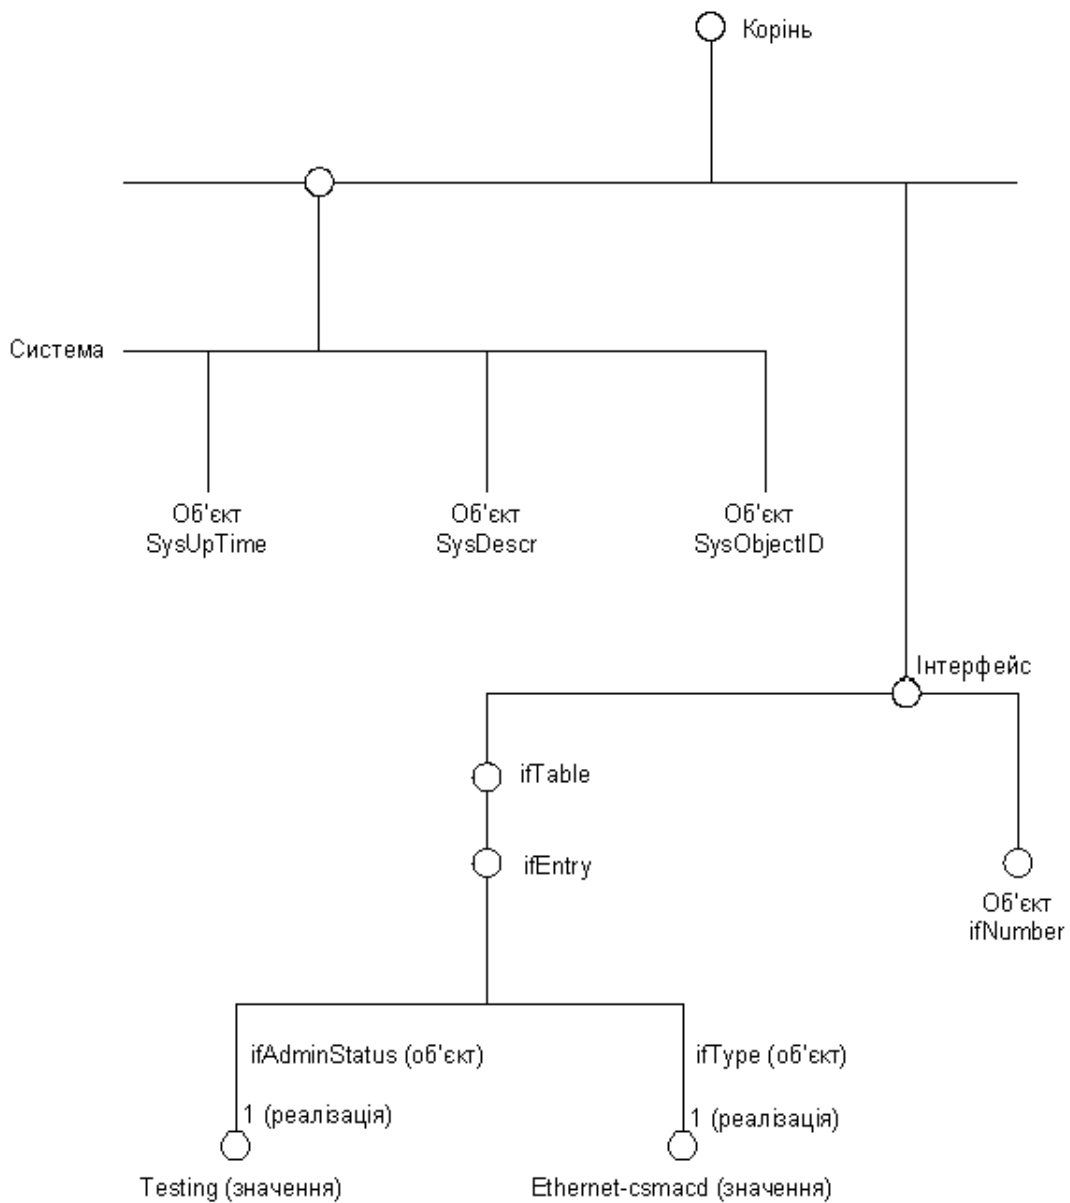 Корінь
Система
Об'єкт
SysUpTime
Об'єкт
SysDescr
Об'єкт
SysObjectID
Інтерфейс
ifTable
ifEntry
Об'єкт
ifNumber
ifAdminStatus (об'єкт)
ifType (об'єкт)
1 (реалізація)
1 (реалізація)
Testing (значення)
Ethernet-csmacd (значення)